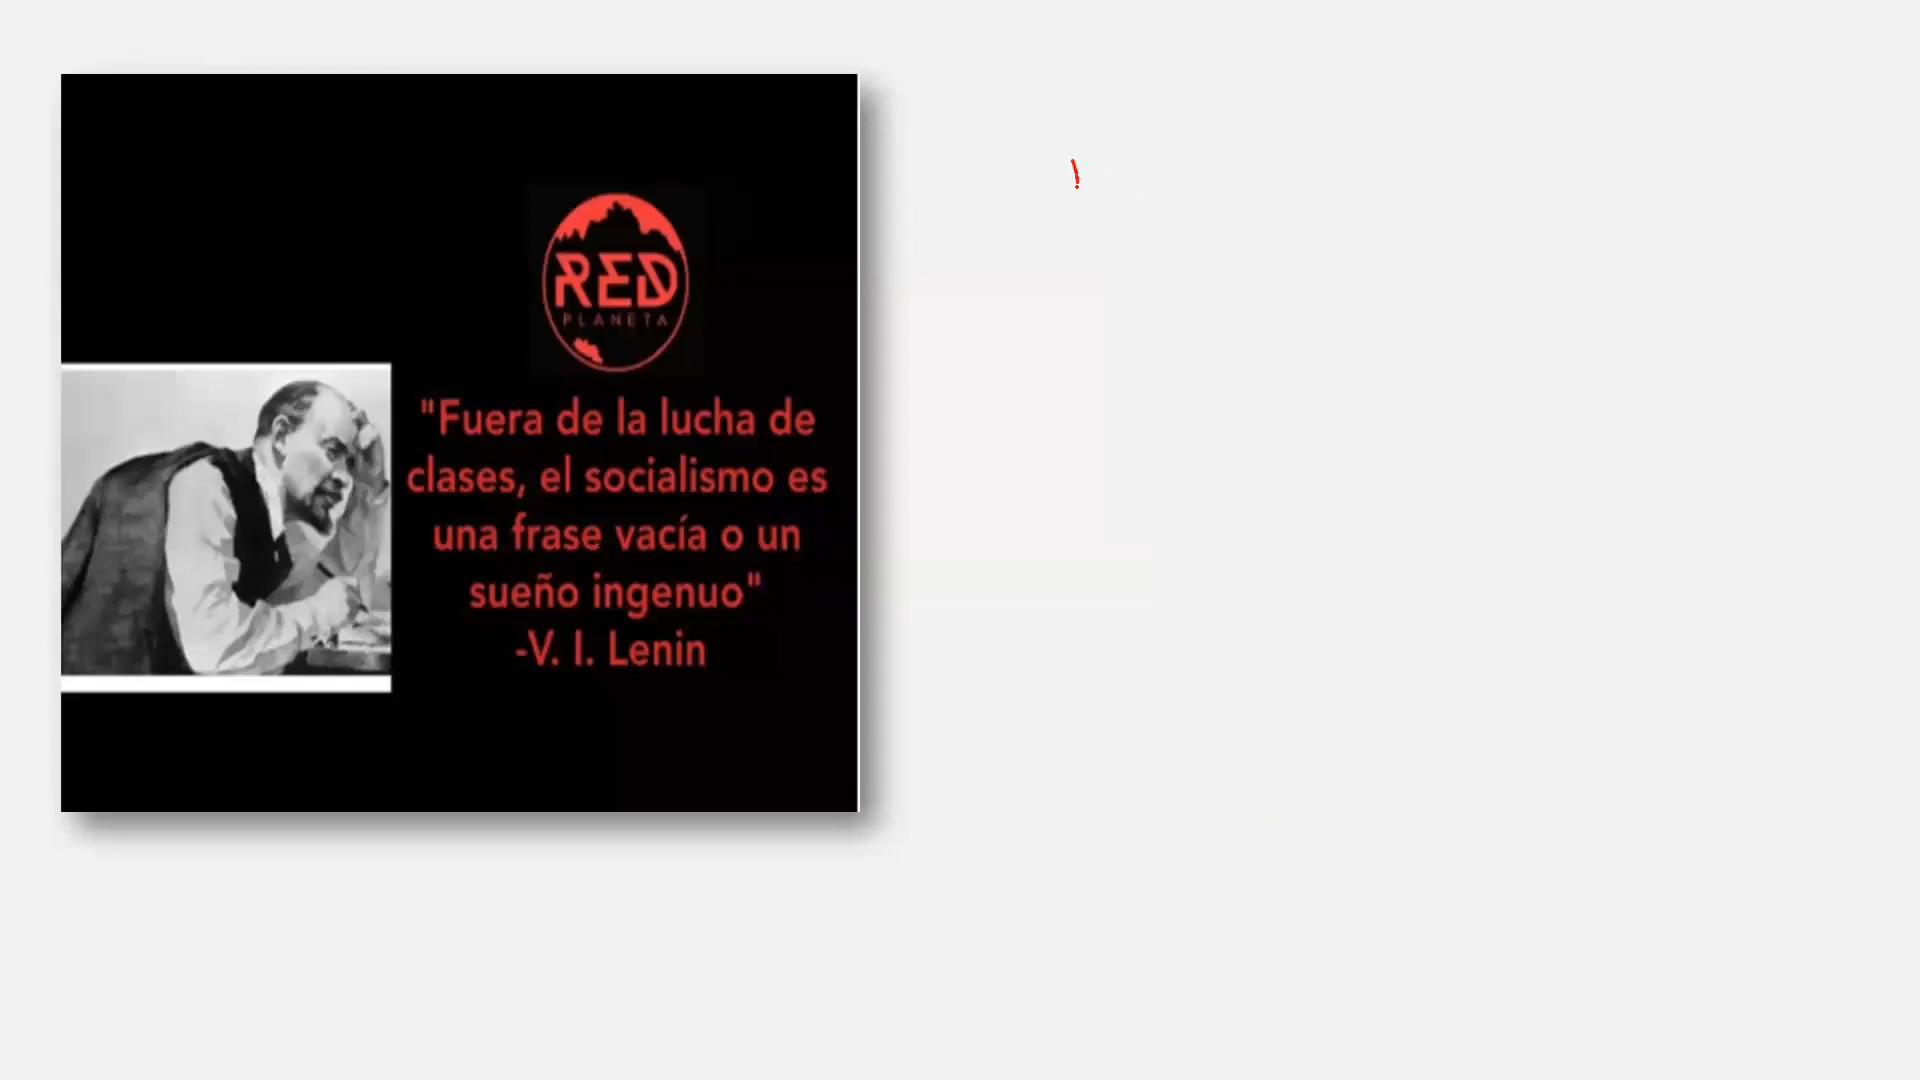 RED
PLANETA
"Fuera de la lucha de
clases, el socialismo es
una frase vacía o un
sueño ingenuo"
-V. I. Lenin